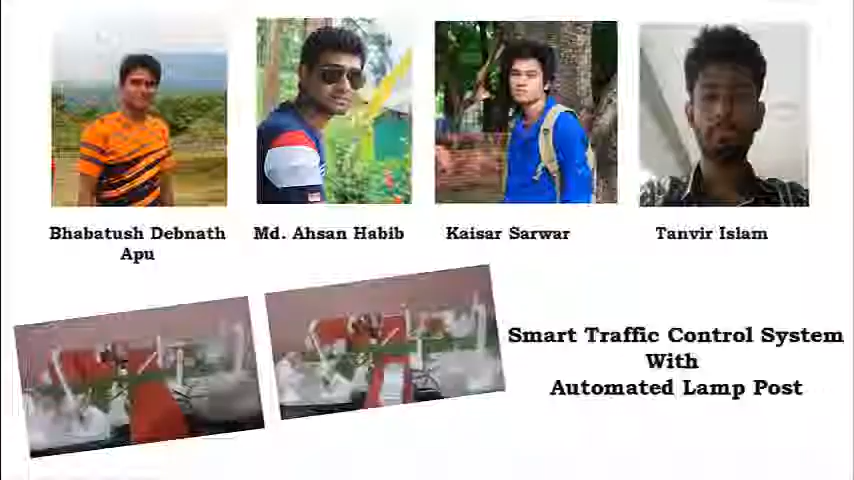 Bhabatush Debnath
Apu
Md. Ahsan Habib
Kaisar Sarwar
Tanvir Islam
Smart Traffic Control System
With
Automated Lamp Post